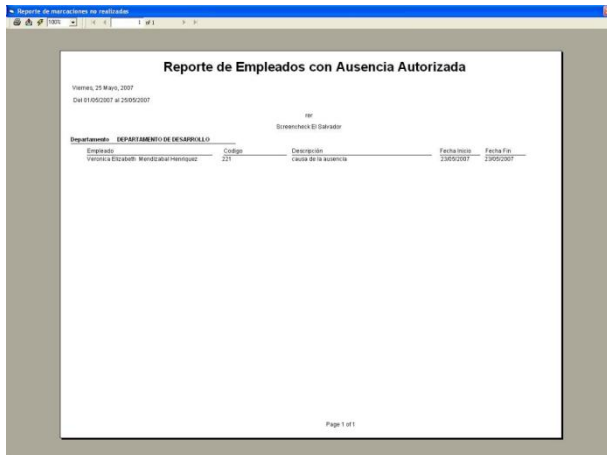 Reporte de marcaciones no realizadas
100% 1 of 1
Reporte de Empleados con Ausencia Autorizada
Viernes, 25 Mayo, 2007
Del 01/05/2007 al 25/05/2007
Screencheck El Salvador
Departamento DEPARTAMENTO DE DESARROLLO
Empleado Codigo Descripción Fecha Inicio Fecha Fin
Veronica Elizabeth Mendizabal Henriquez 221 causa de la ausencia 23/05/2007 23/05/2007
Page 1 of 1